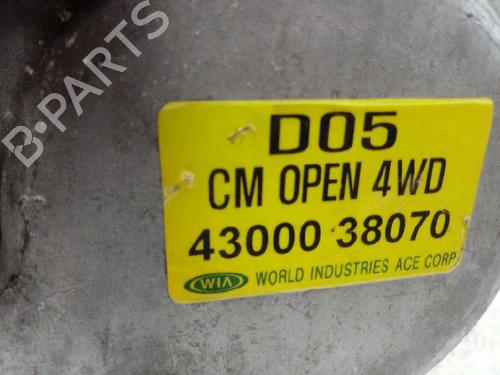 B-PARTS
D05
CM OPEN 4WD
43000 38070
WIA WORLD INDUSTRIES ACE CORP